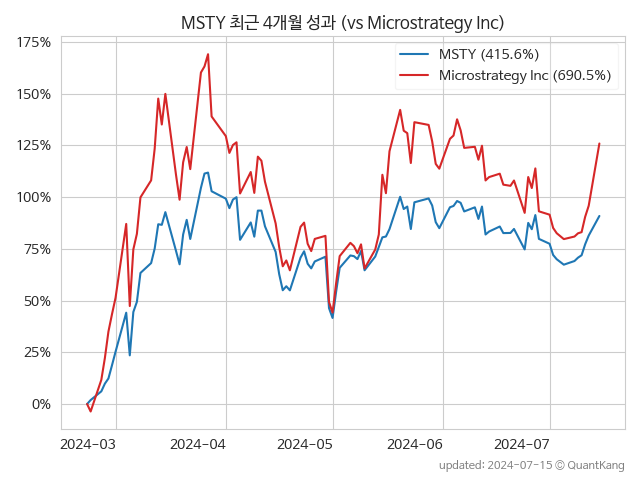 MSTY 최근 4개월 성과 (vs Microstrategy Inc)
MSTY (415.6%)
Microstrategy Inc (690.5%)
175%
150%
125%
100%
75%
50%
25%
0%
2024-03 2024-04 2024-05 2024-06 2024-07
updated: 2024-07-15 © QuantKang